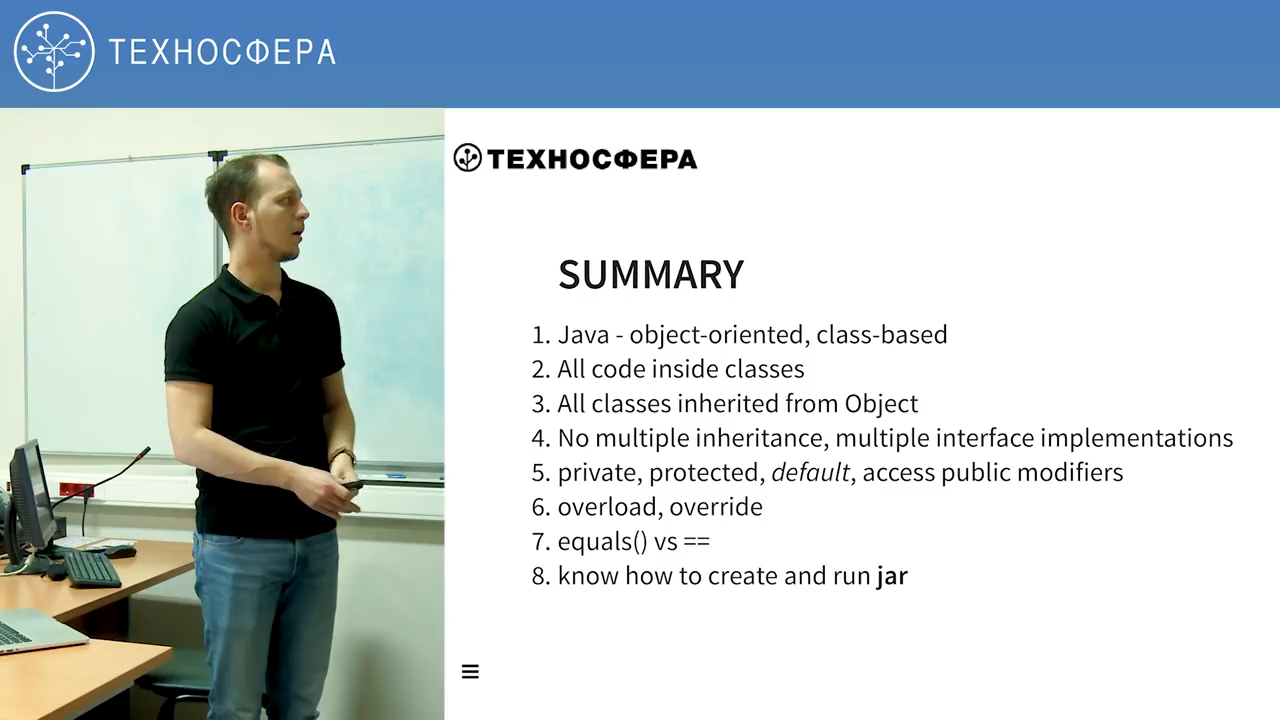 ТЕХНОСФЕРА
ТЕХНОСФЕРА
SUMMARY
1. Java - object-oriented, class-based
2. All code inside classes
3. All classes inherited from Object
4. No multiple inheritance, multiple interface implementations
5. private, protected, default, access public modifiers
6. overload, override
7. equals() vs ==
8. know how to create and run jar